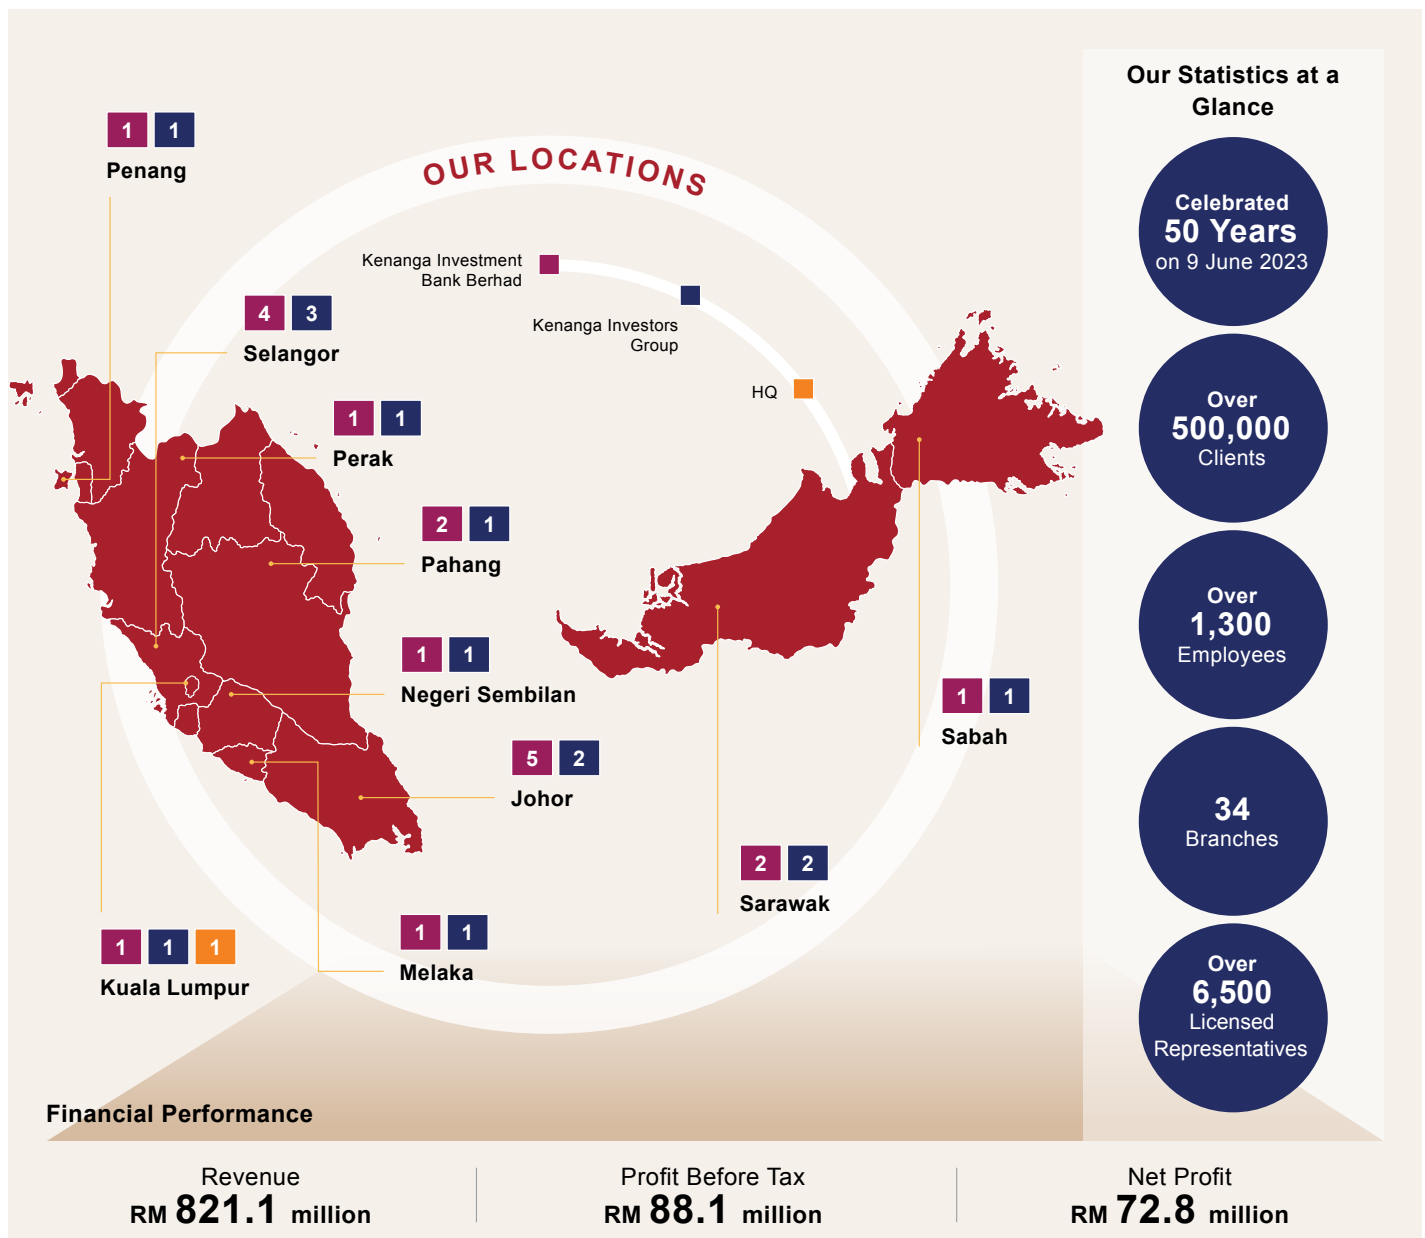 OUR LOCATIONS
Kenanga Investment
Bank Berhad
Kenanga Investors
Group
HQ
1 1
Penang
4 3
Selangor
1 1
Perak
2 1
Pahang
1 1
Negeri Sembilan
5 2
Johor
1 1
Sabah
2 2
Sarawak
1 1
Melaka
1 1 1
Kuala Lumpur
Our Statistics at a
Glance
Celebrated
50 Years
on 9 June 2023
Over
500,000
Clients
Over
1,300
Employees
34
Branches
Over
6,500
Licensed
Representatives
Financial Performance
Revenue
RM 821.1 million
Profit Before Tax
RM 88.1 million
Net Profit
RM 72.8 million